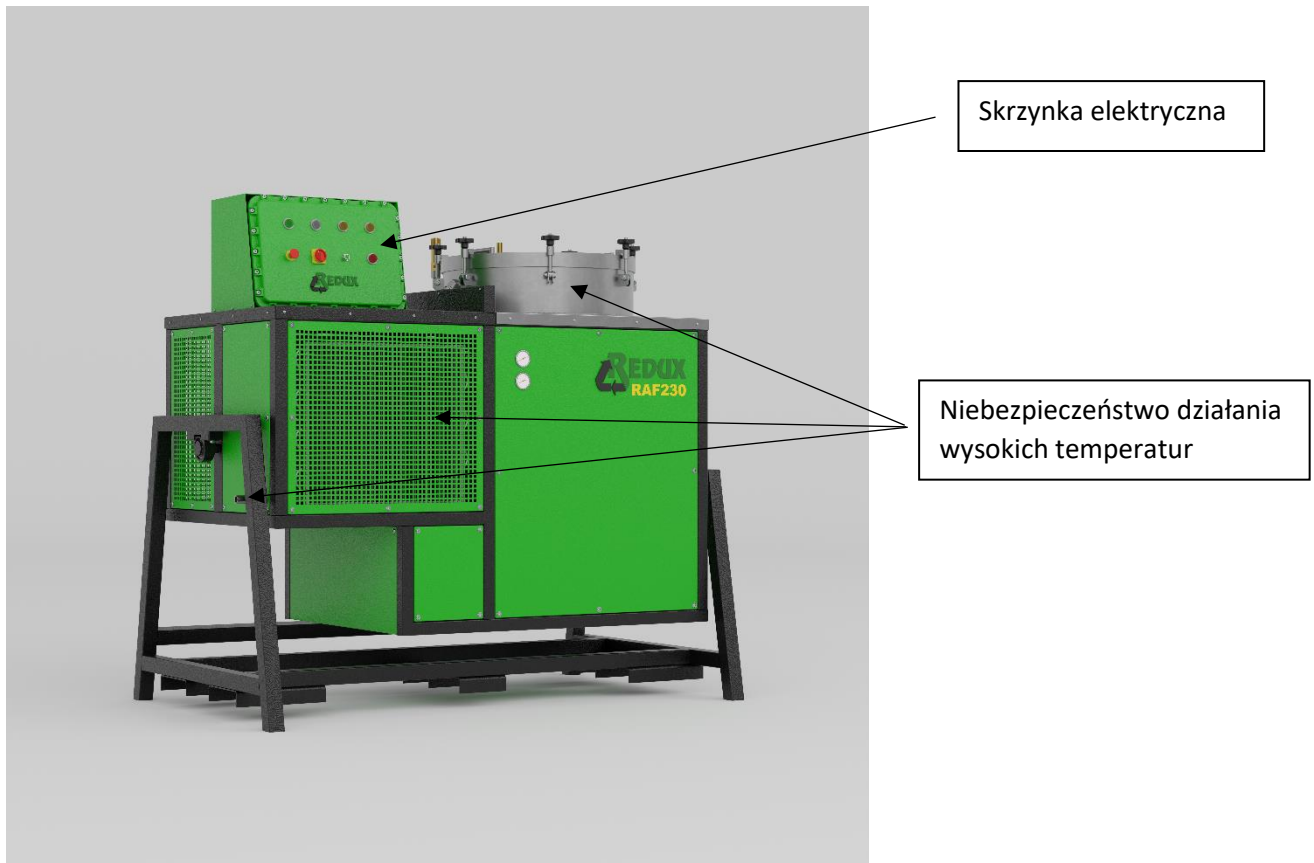 Skrzynka elektryczna
REDUX
REDUX
RAF230
Niebezpieczeństwo działania
wysokich temperatur